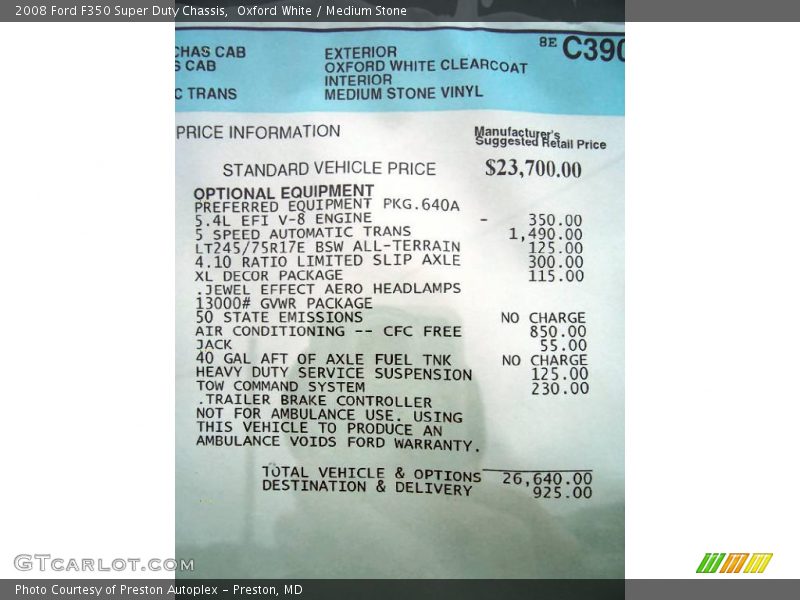 2008 Ford F350 Super Duty Chassis,  Oxford White / Medium Stone
CHAS CAB
S CAB
C TRANS
EXTERIOR
OXFORD WHITE CLEARCOAT
INTERIOR
MEDIUM STONE VINYL
8E C390
PRICE INFORMATION
Manufacturer's
Suggested Retail Price
STANDARD VEHICLE PRICE $23,700.00
OPTIONAL EQUIPMENT
PREFERRED EQUIPMENT PKG.640A
5.4L EFI V-8 ENGINE - 350.00
5 SPEED AUTOMATIC TRANS 1,490.00
LT245/75R17E BSW ALL-TERRAIN 125.00
4.10 RATIO LIMITED SLIP AXLE 300.00
XL DECOR PACKAGE 115.00
.JEWEL EFFECT AERO HEADLAMPS
13000# GVWR PACKAGE
50 STATE EMISSIONS NO CHARGE
AIR CONDITIONING -- CFC FREE 850.00
JACK 55.00
40 GAL AFT OF AXLE FUEL TNK NO CHARGE
HEAVY DUTY SERVICE SUSPENSION 125.00
TOW COMMAND SYSTEM 230.00
.TRAILER BRAKE CONTROLLER
NOT FOR AMBULANCE USE. USING
THIS VEHICLE TO PRODUCE AN
AMBULANCE VOIDS FORD WARRANTY.
TOTAL VEHICLE & OPTIONS 26,640.00
DESTINATION & DELIVERY 925.00
GTcarlot.com
Photo Courtesy of Preston Autoplex - Preston, MD